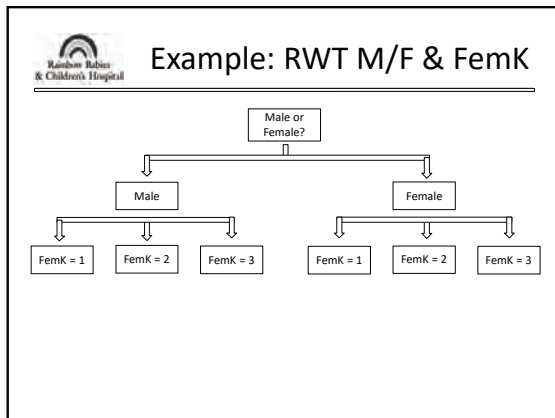 Rainbow Babies
& Children's Hospital
Example: RWT M/F & FemK
Male or
Female?
Male
Female
FemK = 1
FemK = 2
FemK = 3
FemK = 1
FemK = 2
FemK = 3